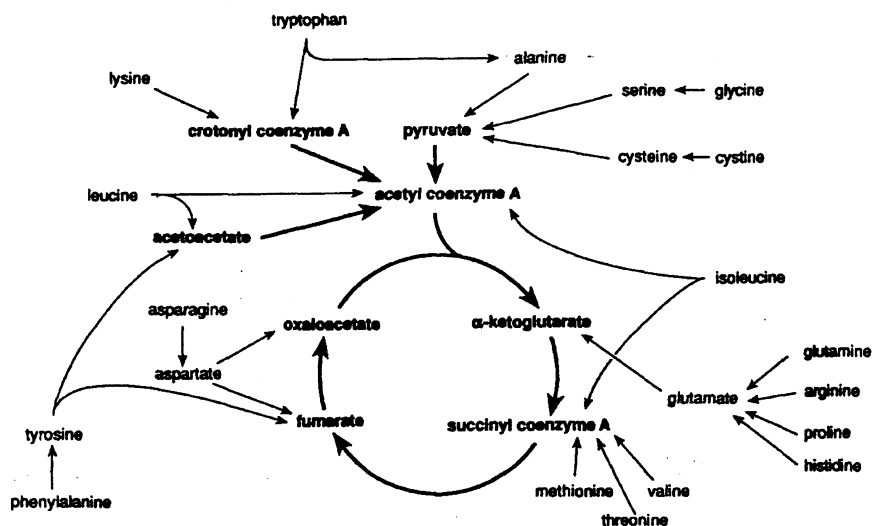 tryptophan
alanine
lysine
serine
glycine
crotonyl coenzyme A
pyruvate
cysteine
cystine
leucine
acetyl coenzyme A
acetoacetate
isoleucine
asparagine
oxaloacetate
α-ketoglutarate
glutamine
aspartate
glutamate
arginine
fumarate
succinyl coenzyme A
tyrosine
proline
histidine
phenylalanine
methionine
valine
threonine